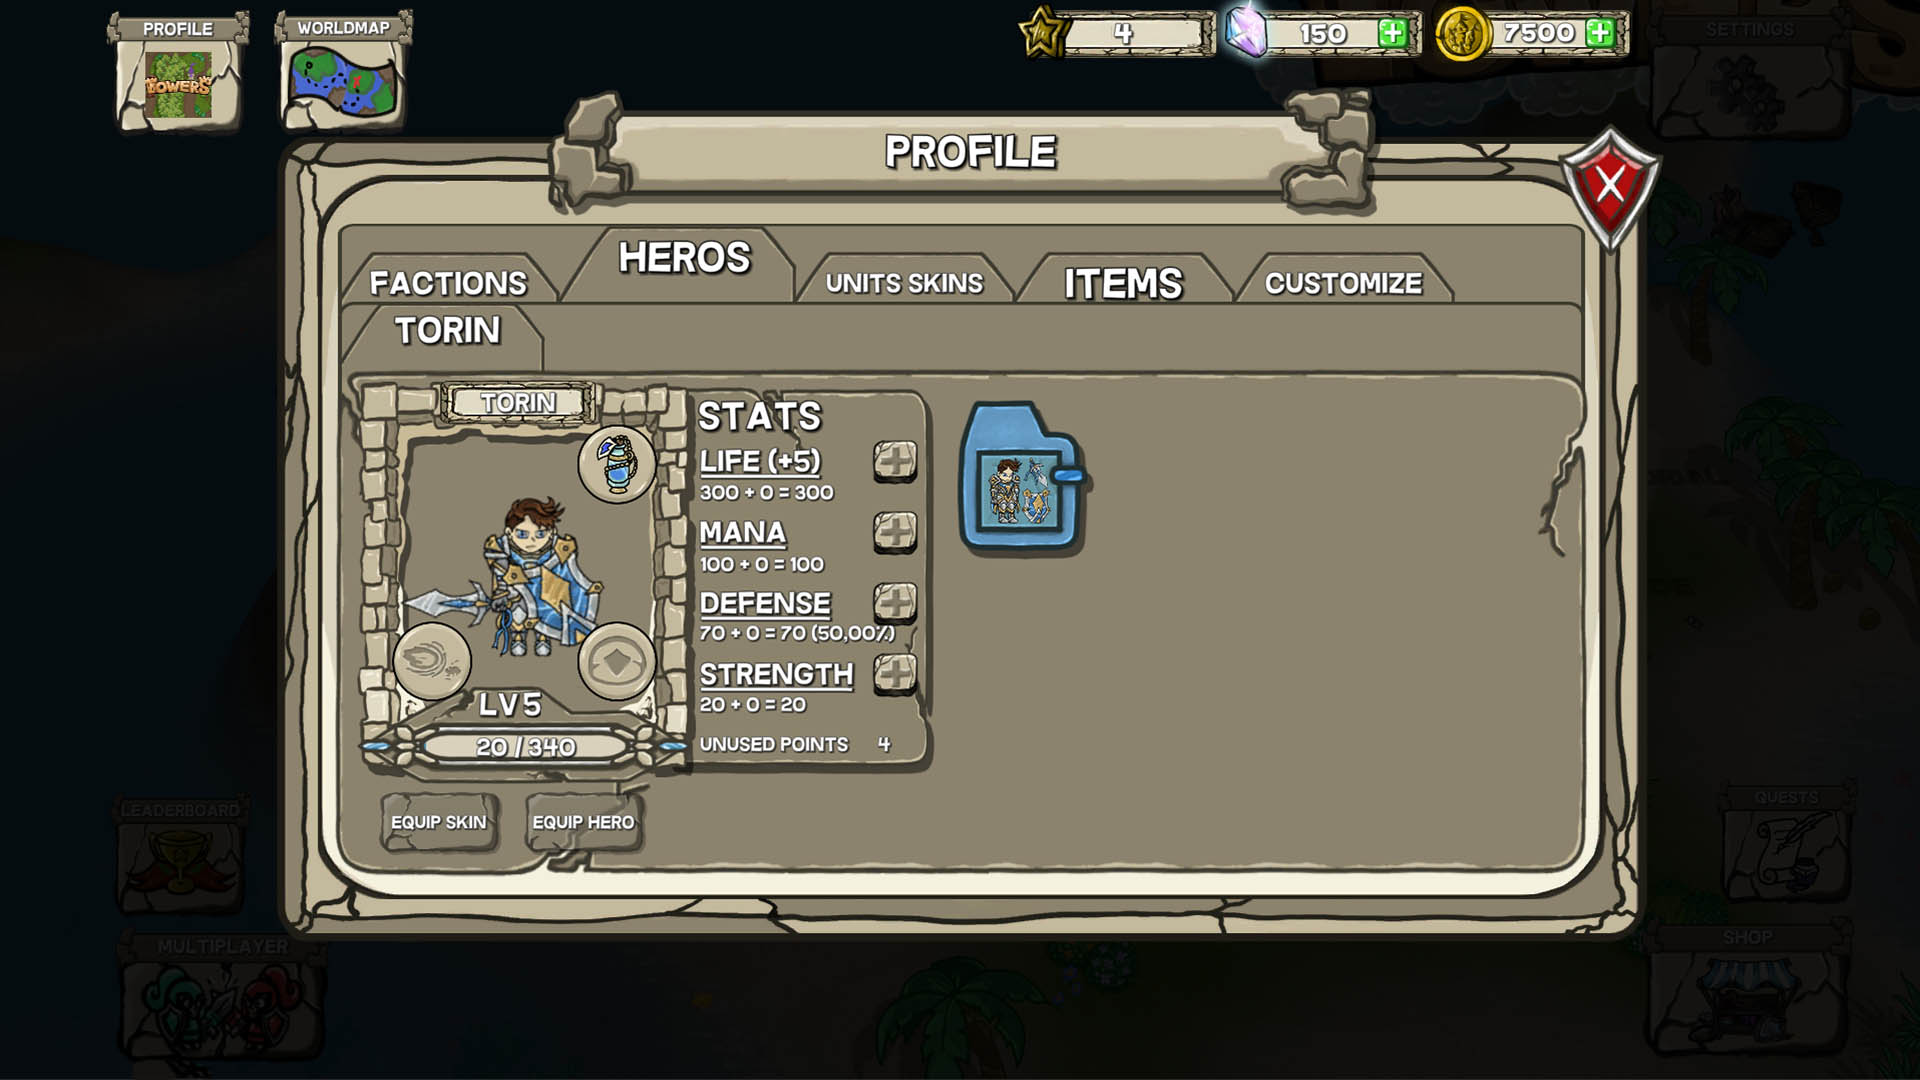 PROFILE
WORLDMAP
4
150
7500
SETTINGS
TOWERS
PROFILE
FACTIONS
HEROS
UNITS SKINS
ITEMS
CUSTOMIZE
TORIN
TORIN
STATS
LIFE (+5)
300 + 0 = 300
MANA
100 + 0 = 100
DEFENSE
70 + 0 = 70 (50,00%)
STRENGTH
20 + 0 = 20
UNUSED POINTS 4
LV5
20 / 340
EQUIP SKIN
EQUIP HERO
LEADERBOARD
QUESTS
MULTIPLAYER
SHOP